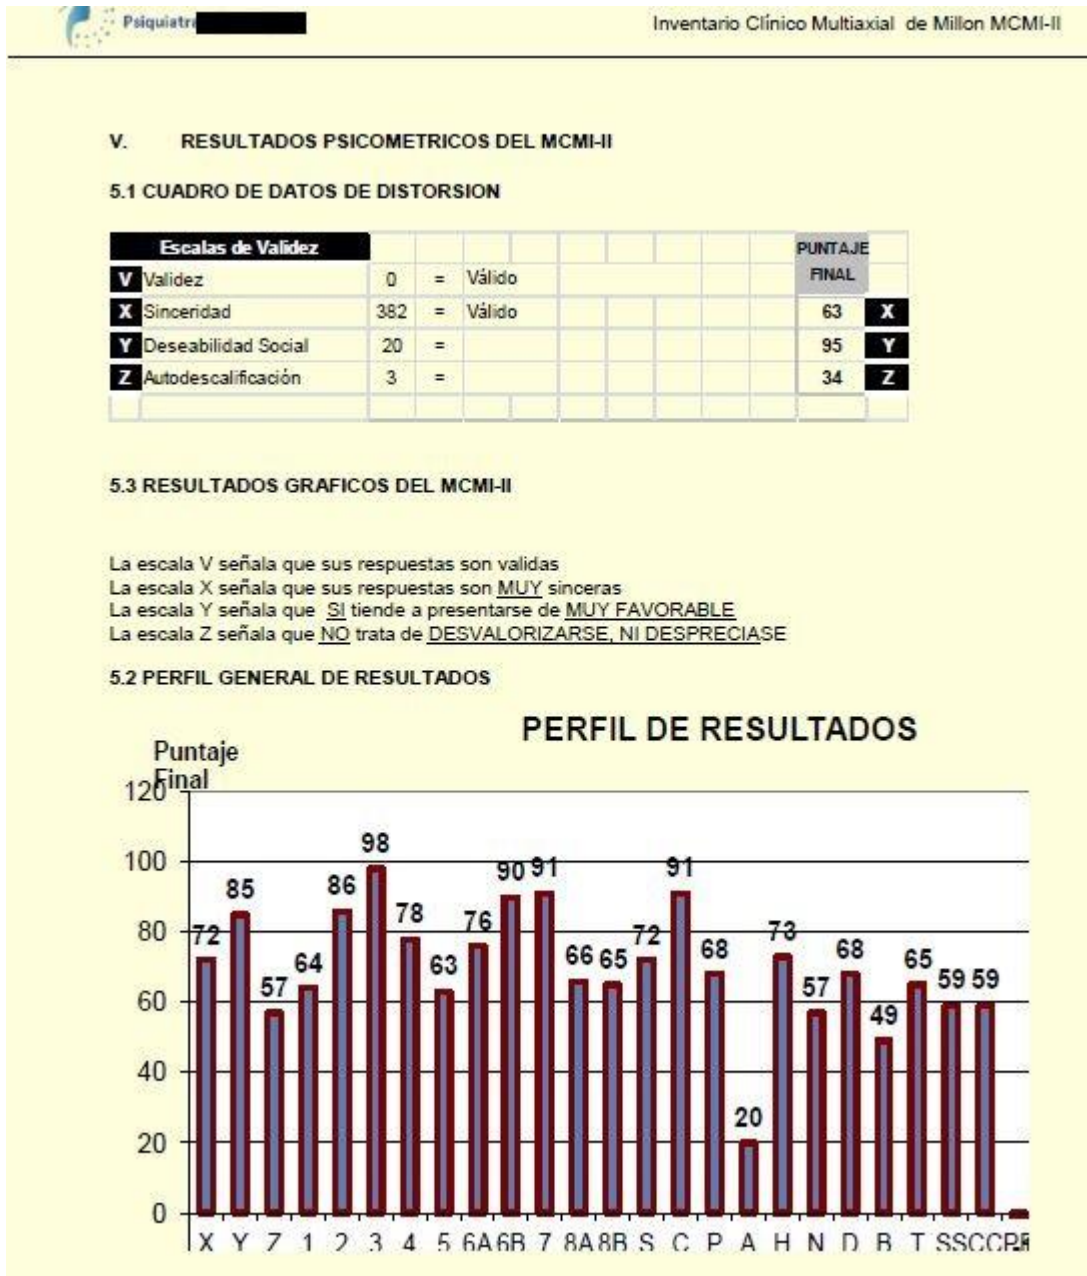 Psiquiatra
Inventario Clínico Multiaxial de Millon MCMI-II
V. RESULTADOS PSICOMETRICOS DEL MCMI-II
5.1 CUADRO DE DATOS DE DISTORSION
Escalas de Validez PUNTAJE FINAL
V Validez 0 = Válido
X Sinceridad 382 = Válido 63 X
Y Deseabilidad Social 20 = 95 Y
Z Autodescalificación 3 = 34 Z
5.3 RESULTADOS GRAFICOS DEL MCMI-II
La escala V señala que sus respuestas son validas
La escala X señala que sus respuestas son MUY sinceras
La escala Y señala que SI tiende a presentarse de MUY FAVORABLE
La escala Z señala que NO trata de DESVALORIZARSE, NI DESPRECIASE
5.2 PERFIL GENERAL DE RESULTADOS
PERFIL DE RESULTADOS
Puntaje
Final
120
100
80
60
40
20
0
72 85 57 64 86 98 78 63 76 90 91 66 65 72 91 68 20 73 57 68 49 65 59 59
X Y Z 1 2 3 4 5 6A 6B 7 8A 8B S C P A H N D B T SS CC